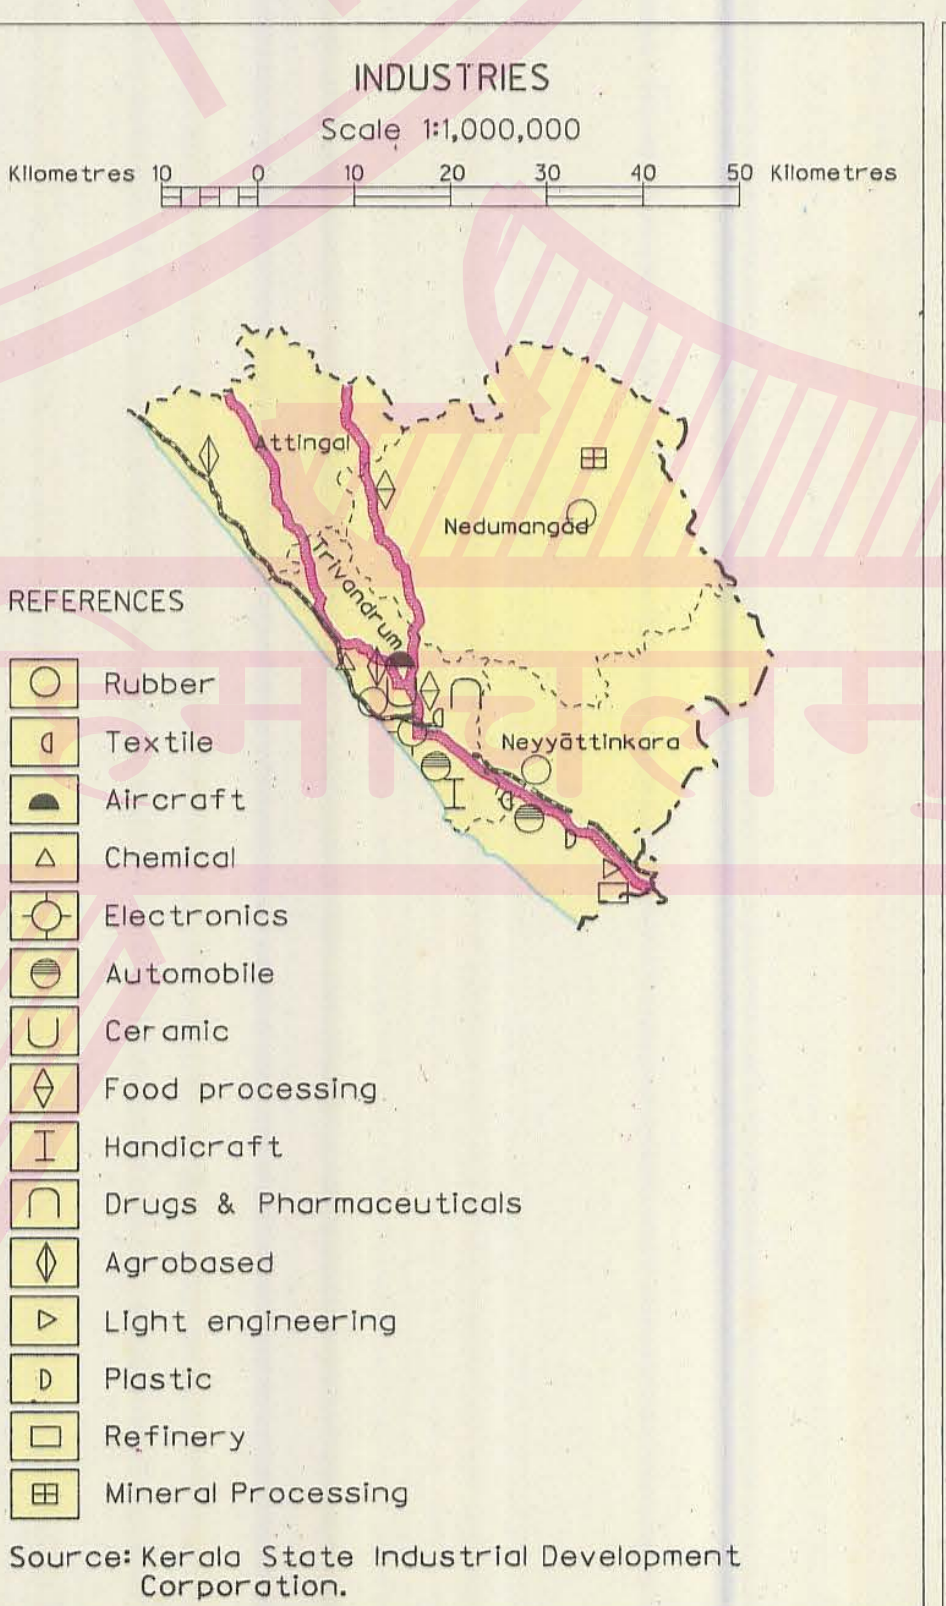 INDUSTRIES
Scale 1:1,000,000
Kilometres 10 0 10 20 30 40 50 Kilometres
Attingal
Nedumangād
Trivandrum
Neyyāttinkara
REFERENCES
Rubber
Textile
Aircraft
Chemical
Electronics
Automobile
Ceramic
Food processing
Handicraft
Drugs & Pharmaceuticals
Agrobased
Light engineering
Plastic
Refinery
Mineral Processing
Source: Kerala State Industrial Development
Corporation.